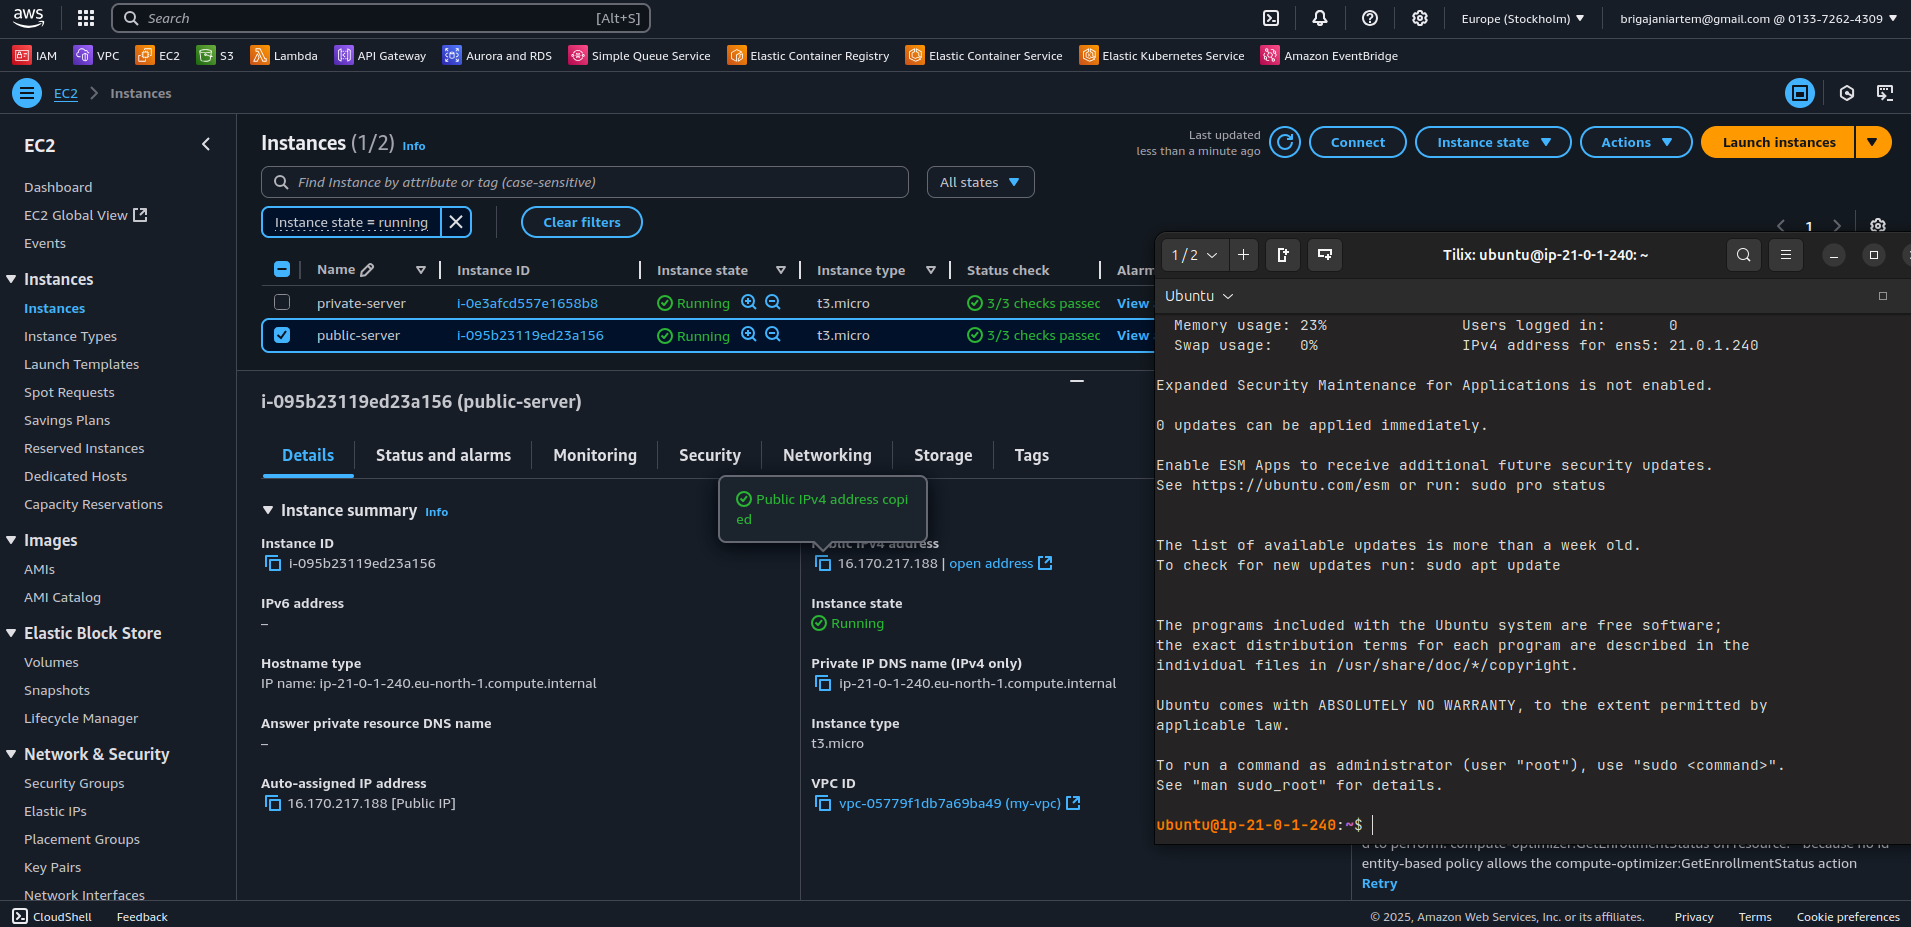 aws
Search [Alt+S]
Europe (Stockholm)
brigajaniartem@gmail.com @ 0133-7262-4309
IAM VPC EC2 S3 Lambda API Gateway Aurora and RDS Simple Queue Service Elastic Container Registry Elastic Container Service Elastic Kubernetes Service Amazon EventBridge
EC2 Instances
EC2
Dashboard
EC2 Global View
Events
Instances
Instances
Instance Types
Launch Templates
Spot Requests
Savings Plans
Reserved Instances
Dedicated Hosts
Capacity Reservations
Images
AMIs
AMI Catalog
Elastic Block Store
Volumes
Snapshots
Lifecycle Manager
Network & Security
Security Groups
Elastic IPs
Placement Groups
Key Pairs
Network Interfaces
Instances (1/2) Info
Last updated
less than a minute ago
Connect
Instance state
Actions
Launch instances
Find Instance by attribute or tag (case-sensitive)
All states
Instance state = running
Clear filters
1
Name Instance ID Instance state Instance type Status check Alarm
private-server i-0e3afcd557e1658b8 Running t3.micro 3/3 checks passec View
public-server i-095b23119ed23a156 Running t3.micro 3/3 checks passec View
i-095b23119ed23a156 (public-server)
Details Status and alarms Monitoring Security Networking Storage Tags
Public IPv4 address copi
ed
Instance summary Info
Instance ID
i-095b23119ed23a156
Public IPv4 address
16.170.217.188 | open address
IPv6 address
–
Instance state
Running
Hostname type
IP name: ip-21-0-1-240.eu-north-1.compute.internal
Private IP DNS name (IPv4 only)
ip-21-0-1-240.eu-north-1.compute.internal
Answer private resource DNS name
–
Instance type
t3.micro
Auto-assigned IP address
16.170.217.188 [Public IP]
VPC ID
vpc-05779f1db7a69ba49 (my-vpc)
1 / 2
Tilix: ubuntu@ip-21-0-1-240: ~
Ubuntu
Memory usage: 23% Users logged in: 0
Swap usage: 0% IPv4 address for ens5: 21.0.1.240
Expanded Security Maintenance for Applications is not enabled.
0 updates can be applied immediately.
Enable ESM Apps to receive additional future security updates.
See https://ubuntu.com/esm or run: sudo pro status
The list of available updates is more than a week old.
To check for new updates run: sudo apt update
The programs included with the Ubuntu system are free software;
the exact distribution terms for each program are described in the
individual files in /usr/share/doc/*/copyright.
Ubuntu comes with ABSOLUTELY NO WARRANTY, to the extent permitted by
applicable law.
To run a command as administrator (user "root"), use "sudo <command>".
See "man sudo_root" for details.
ubuntu@ip-21-0-1-240:~$
d to perform: compute-optimizer:GetEnrollmentStatus on resource: * because no id
entity-based policy allows the compute-optimizer:GetEnrollmentStatus action
Retry
CloudShell Feedback
© 2025, Amazon Web Services, Inc. or its affiliates. Privacy Terms Cookie preferences